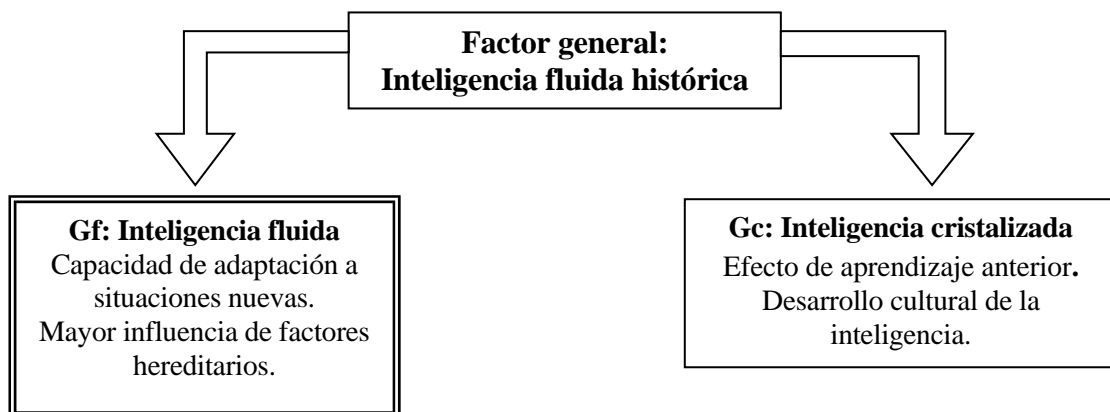 Factor general:
Inteligencia fluida histórica
Gf: Inteligencia fluida
Capacidad de adaptación a
situaciones nuevas.
Mayor influencia de factores
hereditarios.
Gc: Inteligencia cristalizada
Efecto de aprendizaje anterior.
Desarrollo cultural de la
inteligencia.